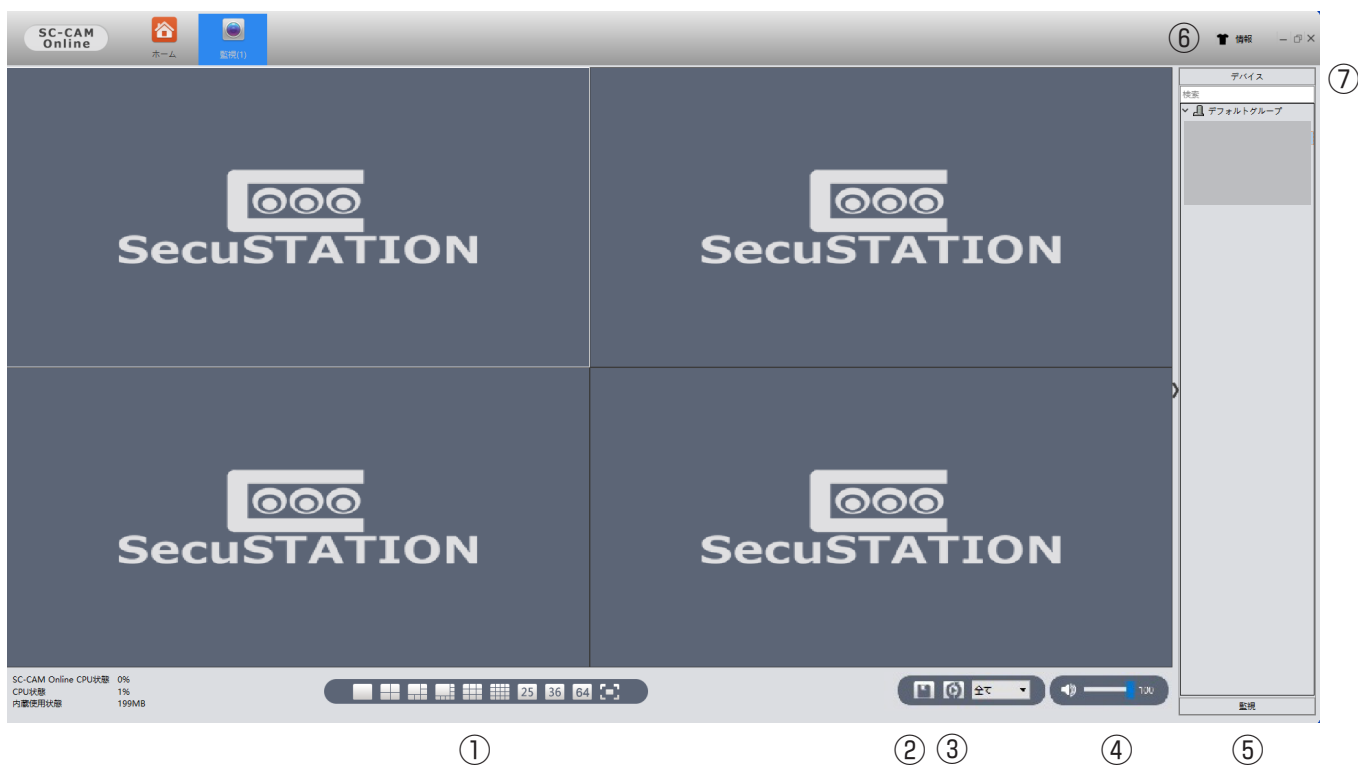 SC-CAM
Online
ホーム
監視(1)
⑥
情報
デバイス
⑦
検索
デフォルトグループ
SecuSTATION
SecuSTATION
SecuSTATION
SecuSTATION
SC-CAM Online CPU状態 0%
CPU状態 1%
内蔵使用状態 199MB
25 36 64
全て
100
監視
① ② ③ ④ ⑤